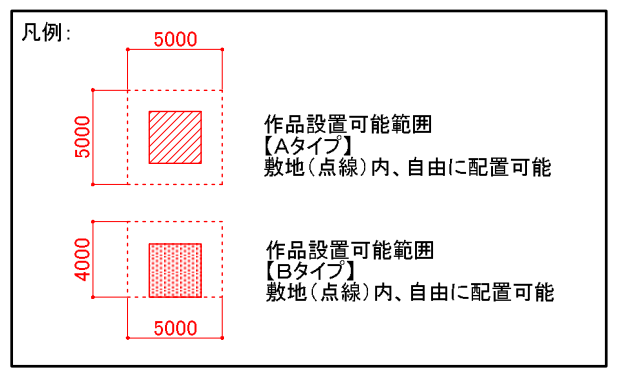 凡例:
5000
5000
作品設置可能範囲
【Aタイプ】
敷地(点線)内、自由に配置可能
4000
作品設置可能範囲
【Bタイプ】
敷地(点線)内、自由に配置可能
5000